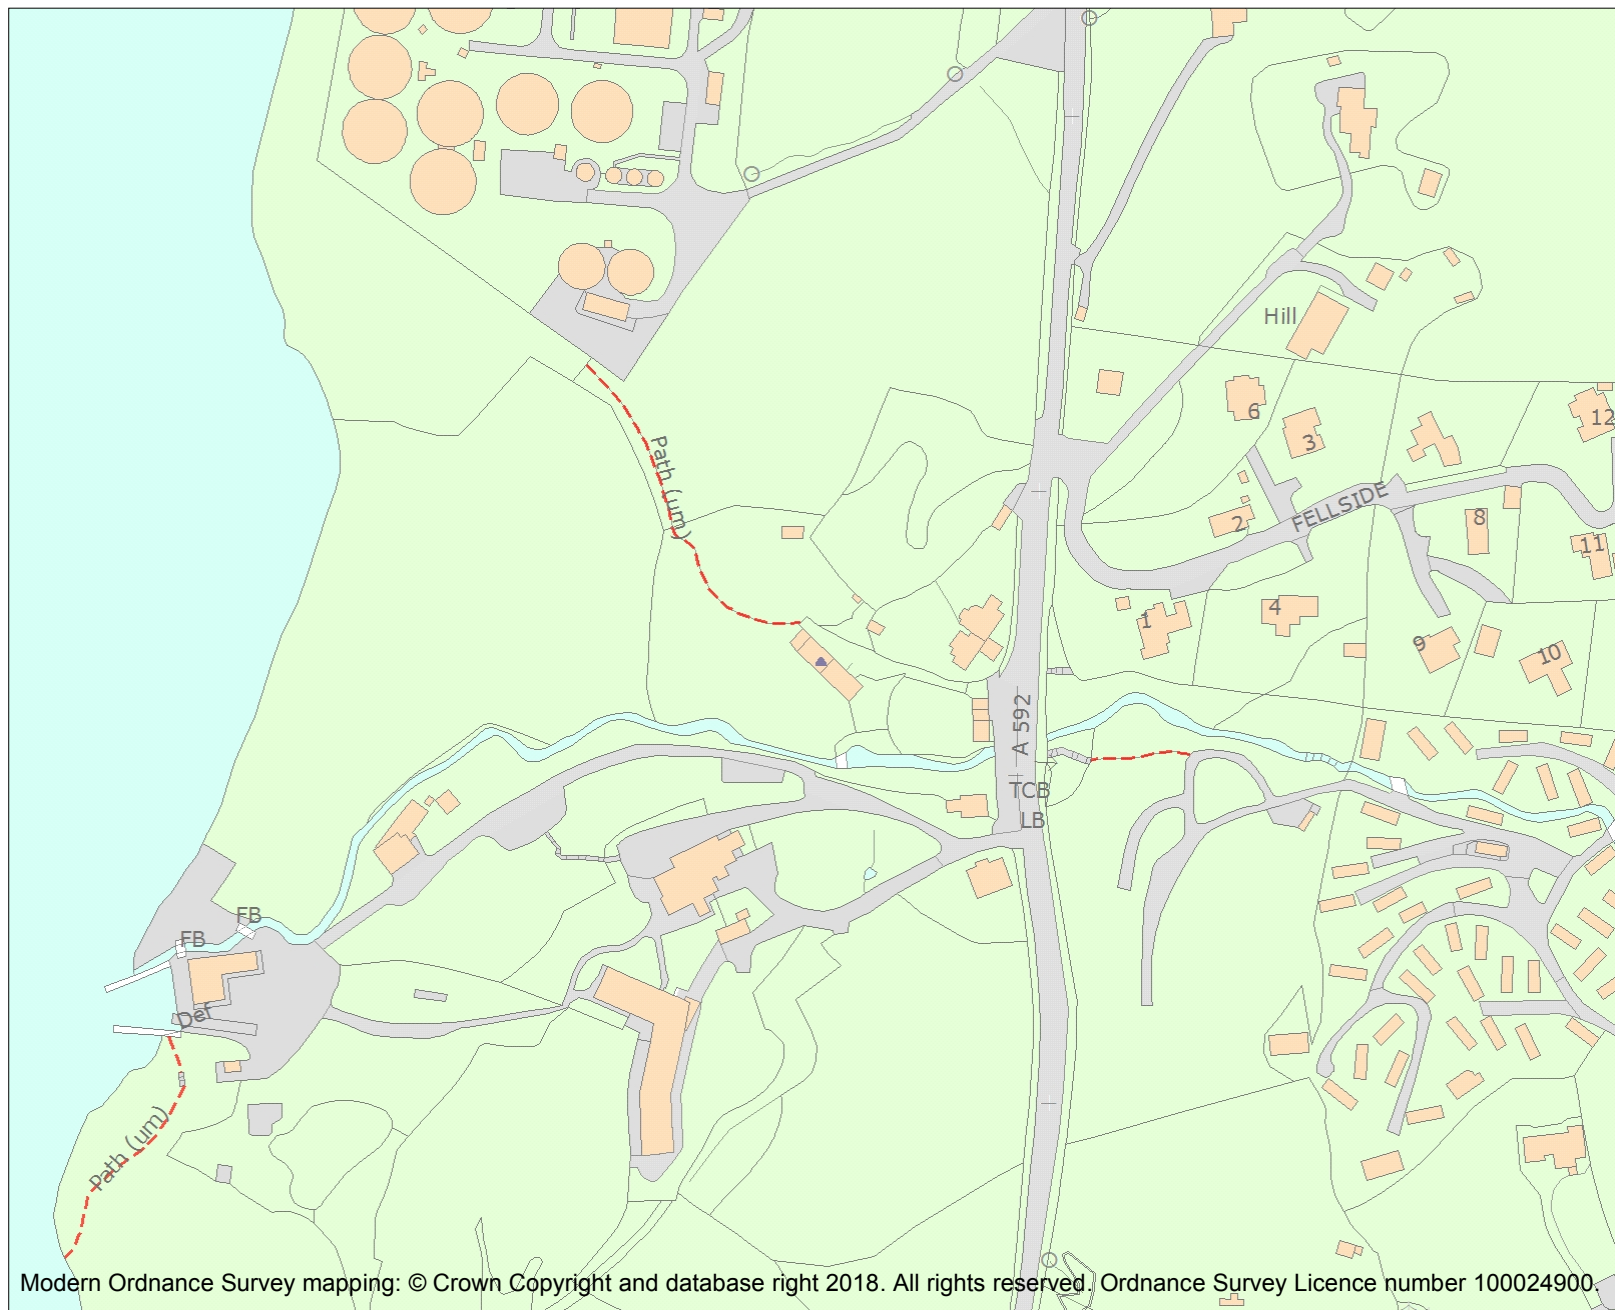 Hill
6
3
12
Path (um)
FELLSIDE
2
8
11
4
1
9
10
A 592
TCB
LB
FB
FB
Def
Path (um)
Modern Ordnance Survey mapping: © Crown Copyright and database right 2018. All rights reserved. Ordnance Survey Licence number 100024900.